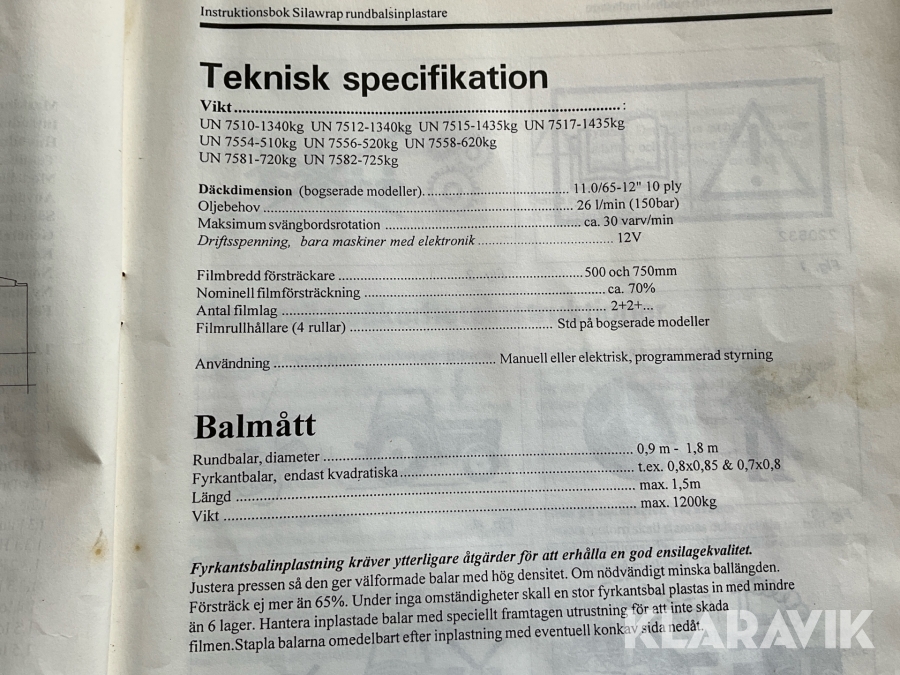 Instruktionsbok Silawrap rundbalsinplastare
Teknisk specifikation
Vikt............................................................................................:
UN 7510-1340kg UN 7512-1340kg UN 7515-1435kg UN 7517-1435kg
UN 7554-510kg UN 7556-520kg UN 7558-620kg
UN 7581-720kg UN 7582-725kg
Däckdimension (bogserade modeller)................................. 11.0/65-12" 10 ply
Oljebehov ........................................................................ 26 l/min (150bar)
Maksimum svängbordsrotation ............................................... ca. 30 varv/min
Driftsspenning, bara maskiner med elektronik ................................ 12V
Filmbredd försträckare ........................................................500 och 750mm
Nominell filmförsträckning ......................................................ca. 70%
Antal filmlag ........................................................................ 2+2+...
Filmrullhållare (4 rullar) ............................................... Std på bogserade modeller
Användning .................................................... Manuell eller elektrisk, programmerad styrning
Balmått
Rundbalar, diameter ........................................................................ 0,9 m - 1,8 m
Fyrkantbalar, endast kvadratiska...................................................... t.ex. 0,8x0,85 & 0,7x0,8
Längd ............................................................................................ max. 1,5m
Vikt ............................................................................................... max. 1200kg
Fyrkantsbalinplastning kräver ytterligare åtgärder för att erhålla en god ensilagekvalitet.
Justera pressen så den ger välformade balar med hög densitet. Om nödvändigt minska ballängden.
Försträck ej mer än 65%. Under inga omständigheter skall en stor fyrkantsbal plastas in med mindre
än 6 lager. Hantera inplastade balar med speciellt framtagen utrustning för att inte skada
filmen.Stapla balarna omedelbart efter inplastning med eventuell konkav sida nedåt.
KLARAVIK